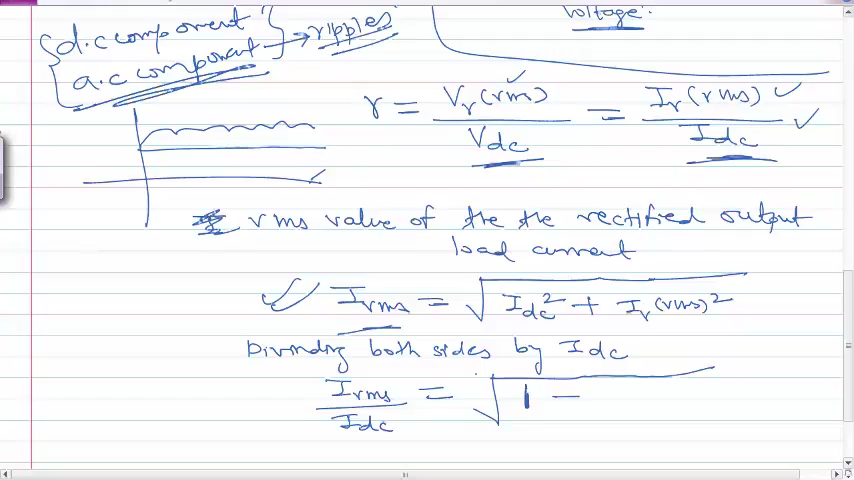 voltage.
{d.c component
a.c component} → ripples
r = Vr(rms) / Vdc = Ir(rms) / Idc
rms value of the the rectified output
load current
Irms = √(Idc² + Ir(rms)²)
Dividing both sides by Idc
Irms / Idc = √(1 −